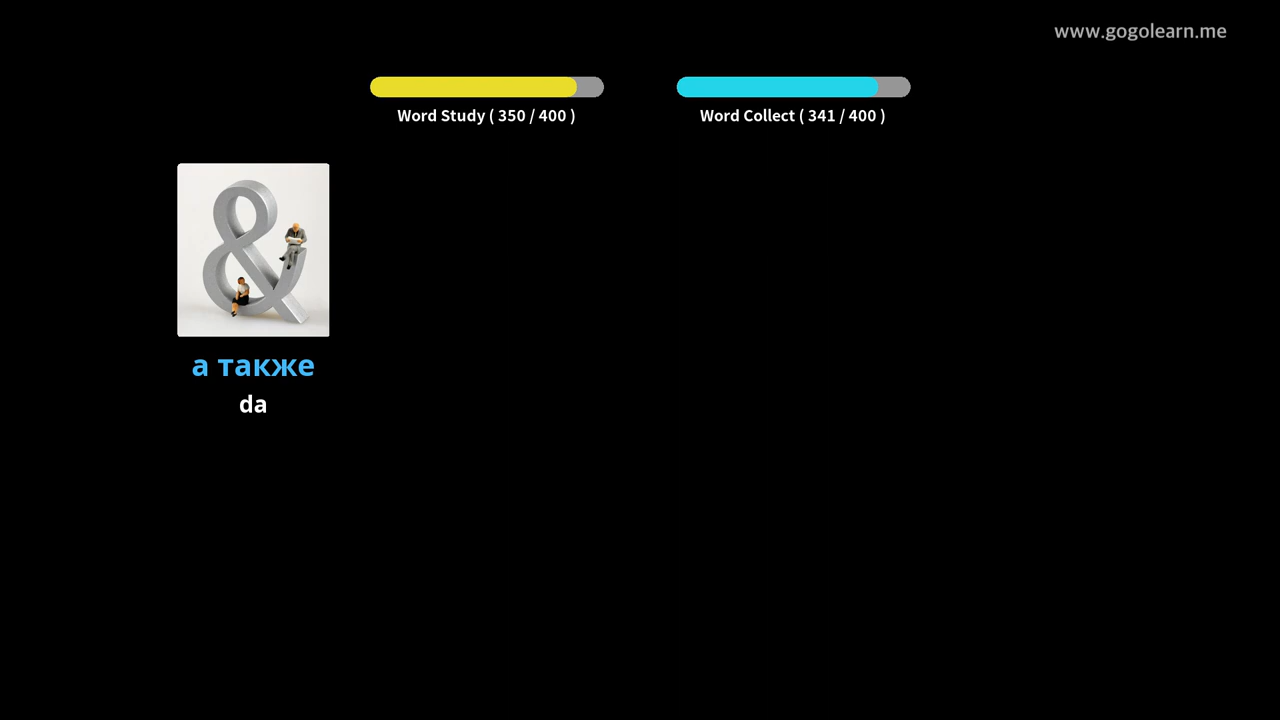 www.gogolearn.me
Word Study ( 350 / 400 )
Word Collect ( 341 / 400 )
а также
da